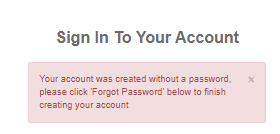 Sign In To Your Account
Your account was created without a password, ×
please click 'Forgot Password' below to finish
creating your account